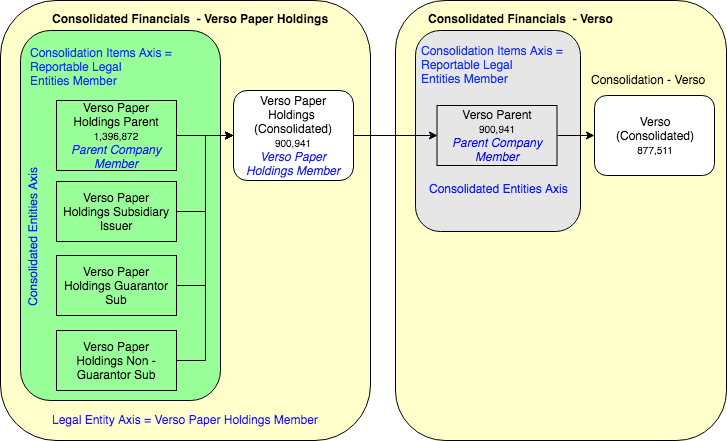 Consolidated Financials - Verso Paper Holdings
Consolidation Items Axis =
Reportable Legal
Entities Member
Consolidated Entities Axis
Verso Paper
Holdings Parent
1,396,872
Parent Company
Member
Verso Paper
Holdings Subsidiary
Issuer
Verso Paper
Holdings Guarantor
Sub
Verso Paper
Holdings Non -
Guarantor Sub
Verso Paper
Holdings
(Consolidated)
900,941
Verso Paper
Holdings Member
Legal Entity Axis = Verso Paper Holdings Member
Consolidated Financials - Verso
Consolidation Items Axis =
Reportable Legal
Entities Member
Verso Parent
900,941
Parent Company
Member
Consolidated Entities Axis
Consolidation - Verso
Verso
(Consolidated)
877,511